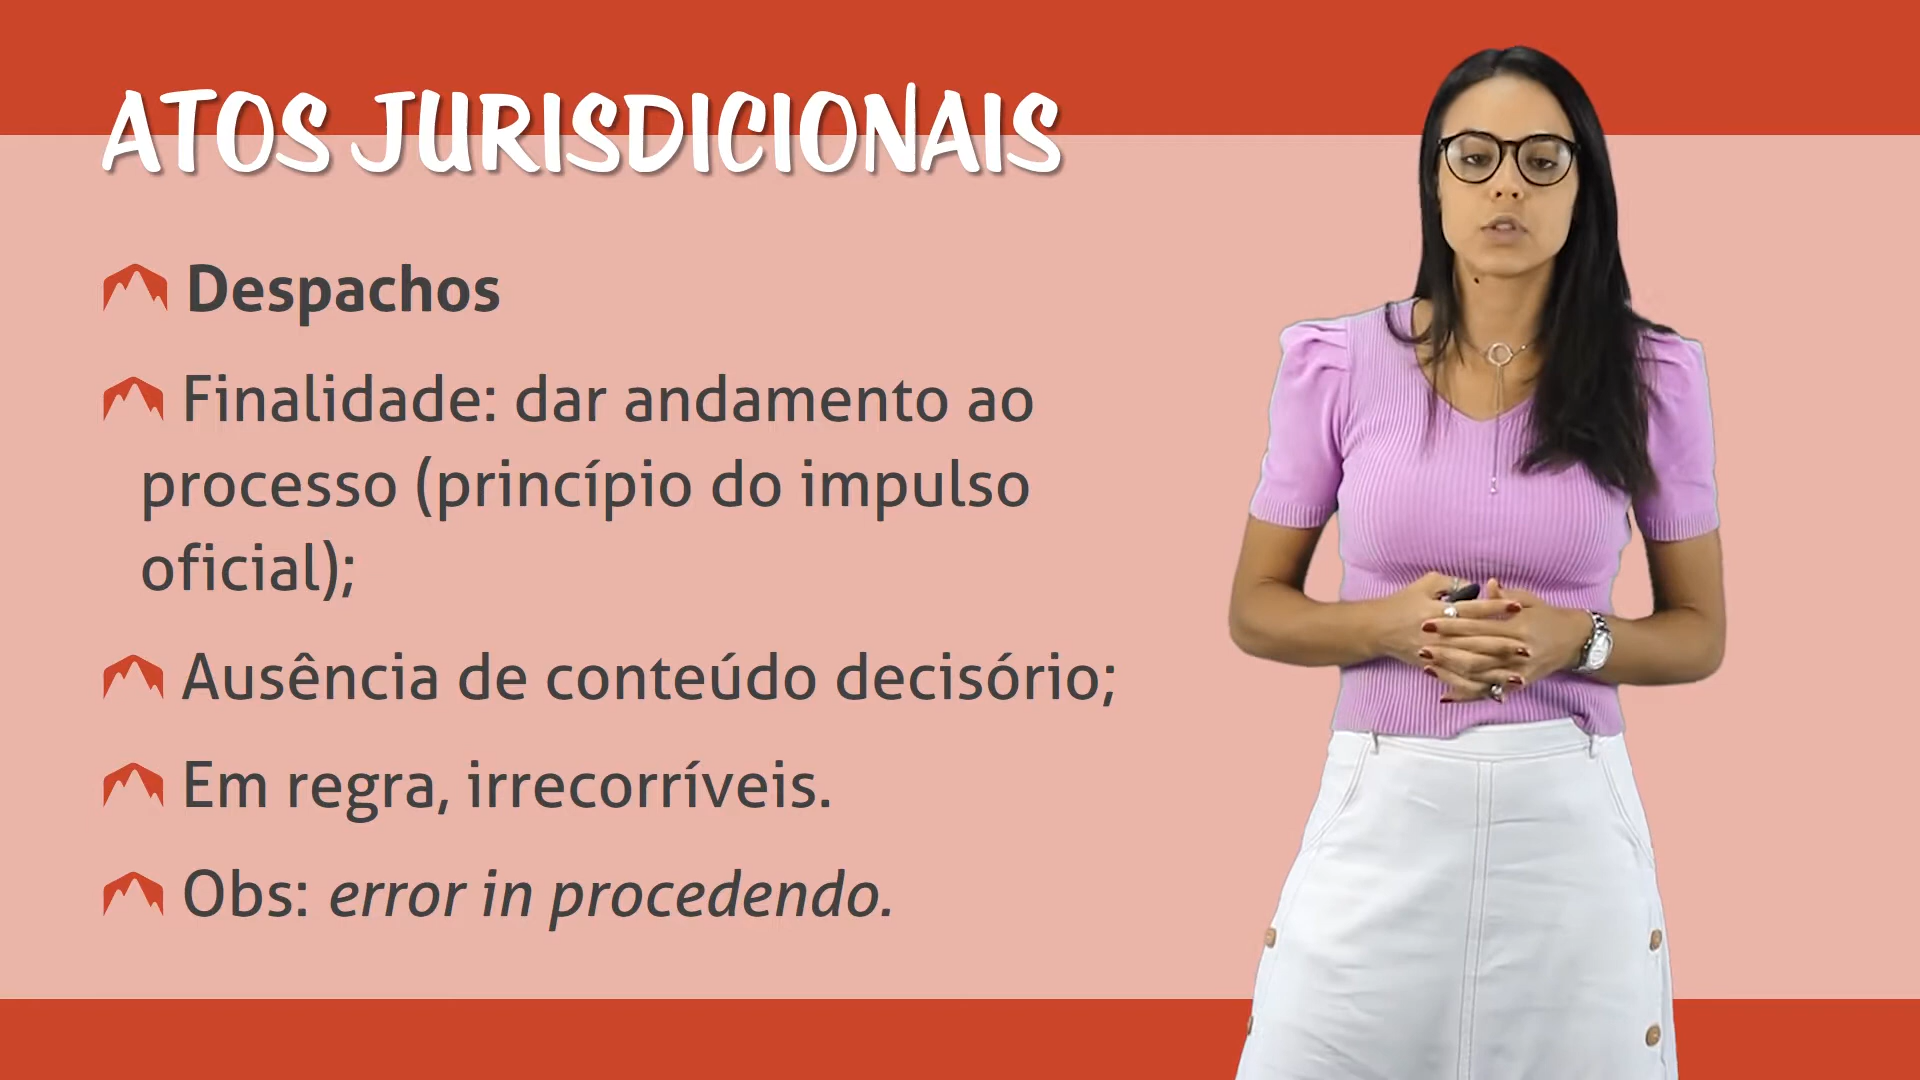 ATOS JURISDICIONAIS
Despachos
Finalidade: dar andamento ao
processo (princípio do impulso
oficial);
Ausência de conteúdo decisório;
Em regra, irrecorríveis.
Obs: error in procedendo.